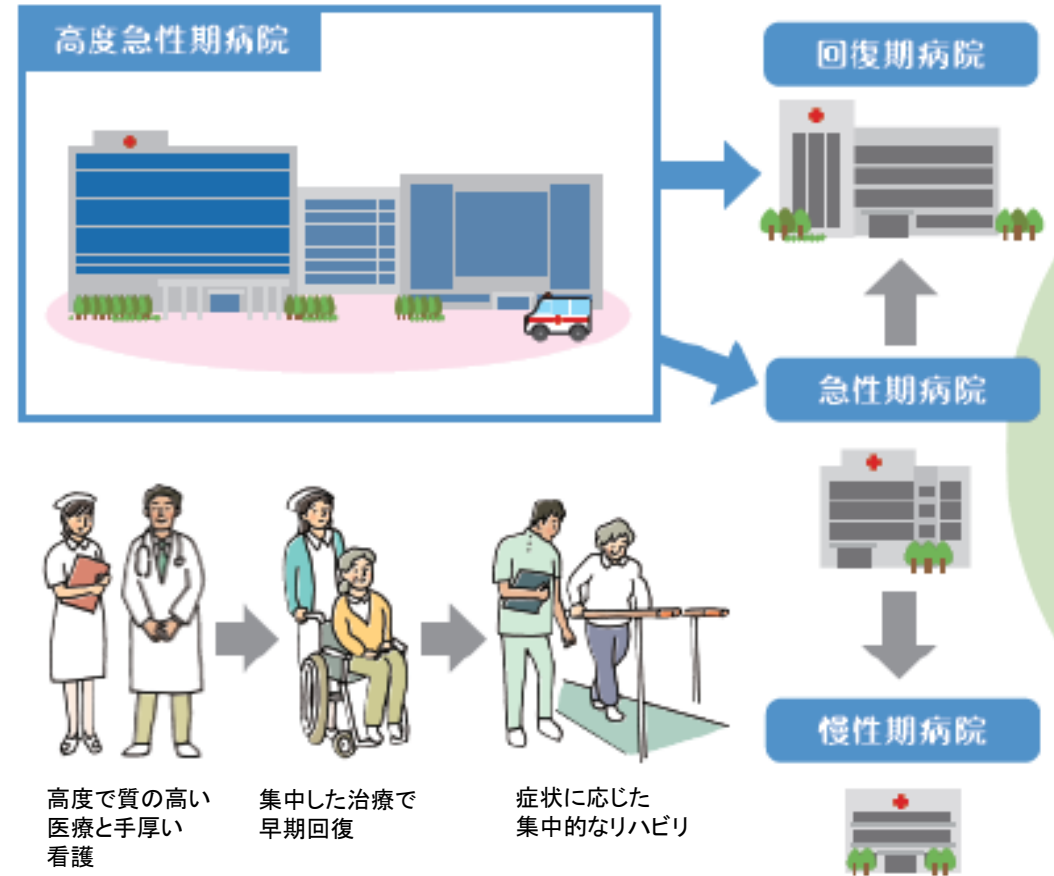 高度急性期病院
回復期病院
急性期病院
慢性期病院
高度で質の高い
医療と手厚い
看護
集中した治療で
早期回復
症状に応じた
集中的なリハビリ